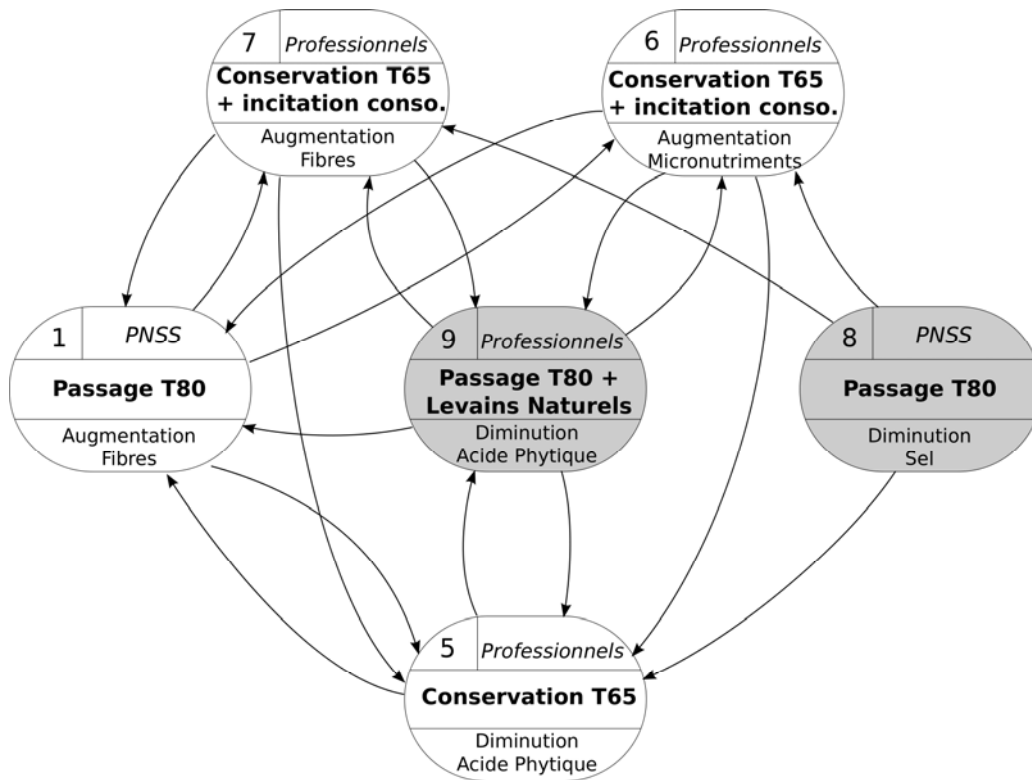 7 Professionnels
Conservation T65
+ incitation conso.
Augmentation
Fibres
6 Professionnels
Conservation T65
+ incitation conso.
Augmentation
Micronutriments
1 PNSS
Passage T80
Augmentation
Fibres
9 Professionnels
Passage T80 +
Levains Naturels
Diminution
Acide Phytique
8 PNSS
Passage T80
Diminution
Sel
5 Professionnels
Conservation T65
Diminution
Acide Phytique